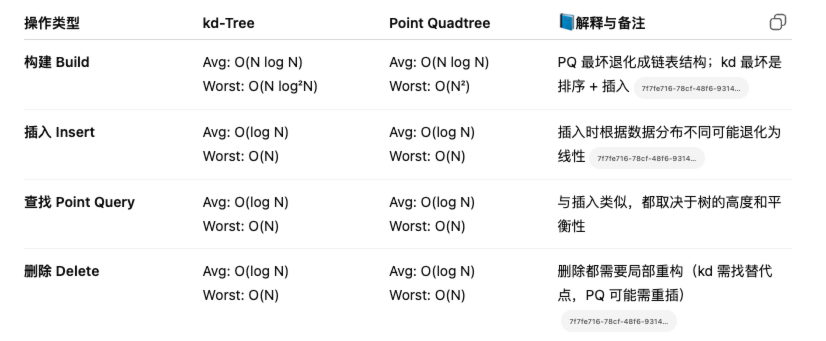 操作类型 kd-Tree Point Quadtree 📘解释与备注
构建 Build Avg: O(N log N) Avg: O(N log N) PQ 最坏退化成链表结构；kd 最坏是
Worst: O(N log²N) Worst: O(N²) 排序 + 插入 7f7fe716-78cf-48f6-9314...
插入 Insert Avg: O(log N) Avg: O(log N) 插入时根据数据分布不同可能退化为
Worst: O(N) Worst: O(N) 线性 7f7fe716-78cf-48f6-9314...
查找 Point Query Avg: O(log N) Avg: O(log N) 与插入类似，都取决于树的高度和平
Worst: O(N) Worst: O(N) 衡性
删除 Delete Avg: O(log N) Avg: O(log N) 删除都需要局部重构（kd 需找替代
Worst: O(N) Worst: O(N) 点，PQ 可能需重插）
7f7fe716-78cf-48f6-9314...